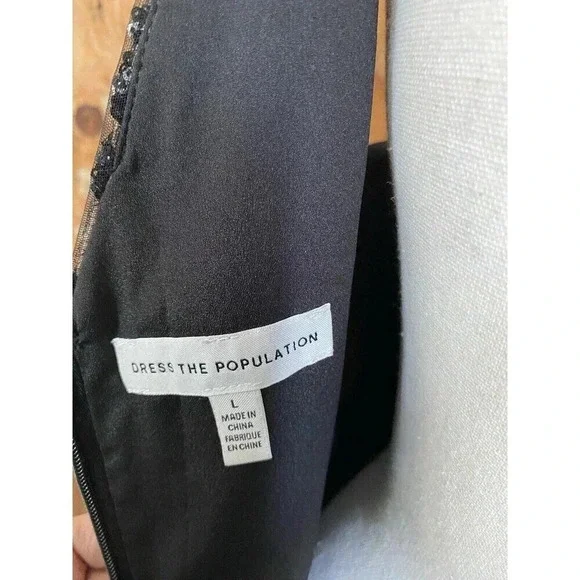 DRESS THE POPULATION
L
MADE IN
CHINA
FABRIQUE
EN CHINE